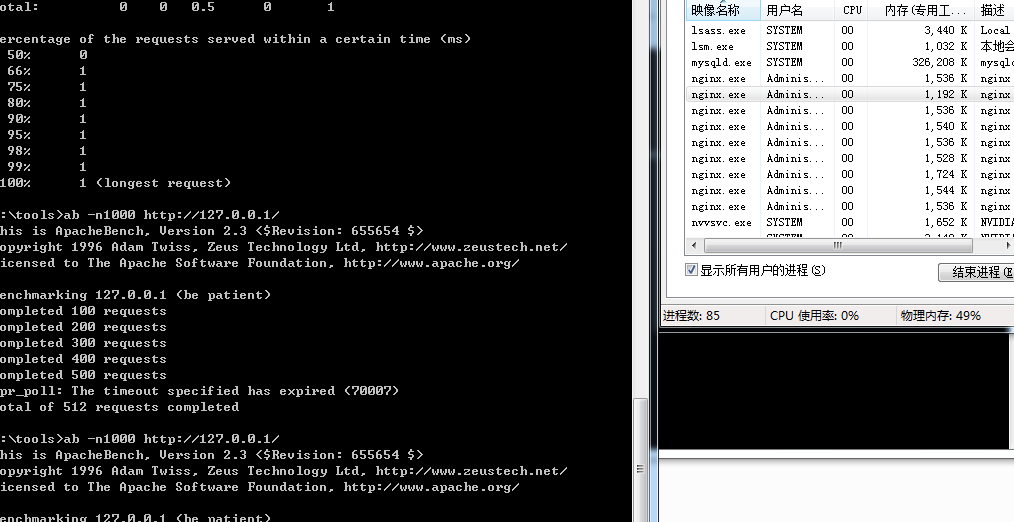 otal: 0 0 0.5 0 1
ercentage of the requests served within a certain time (ms)
50% 0
66% 1
75% 1
80% 1
90% 1
95% 1
98% 1
99% 1
100% 1 (longest request)
:\tools>ab -n1000 http://127.0.0.1/
his is ApacheBench, Version 2.3 <$Revision: 655654 $>
opyright 1996 Adam Twiss, Zeus Technology Ltd, http://www.zeustech.net/
icensed to The Apache Software Foundation, http://www.apache.org/
enchmarking 127.0.0.1 (be patient)
ompleted 100 requests
ompleted 200 requests
ompleted 300 requests
ompleted 400 requests
ompleted 500 requests
pr_poll: The timeout specified has expired (70007)
otal of 512 requests completed
:\tools>ab -n1000 http://127.0.0.1/
his is ApacheBench, Version 2.3 <$Revision: 655654 $>
opyright 1996 Adam Twiss, Zeus Technology Ltd, http://www.zeustech.net/
icensed to The Apache Software Foundation, http://www.apache.org/
enchmarking 127.0.0.1 (be patient)
映像名称 用户名 CPU 内存(专用工... 描述
lsass.exe SYSTEM 00 3,440 K Local
lsm.exe SYSTEM 00 1,032 K 本地会
mysqld.exe SYSTEM 00 326,208 K mysqld
nginx.exe Adminis... 00 1,536 K nginx
nginx.exe Adminis... 00 1,192 K nginx
nginx.exe Adminis... 00 1,536 K nginx
nginx.exe Adminis... 00 1,540 K nginx
nginx.exe Adminis... 00 1,536 K nginx
nginx.exe Adminis... 00 1,528 K nginx
nginx.exe Adminis... 00 1,724 K nginx
nginx.exe Adminis... 00 1,544 K nginx
nginx.exe Adminis... 00 1,536 K nginx
nvvsvc.exe SYSTEM 00 1,652 K NVIDIA
显示所有用户的进程(S)
结束进程(E
进程数: 85 CPU 使用率: 0% 物理内存: 49%